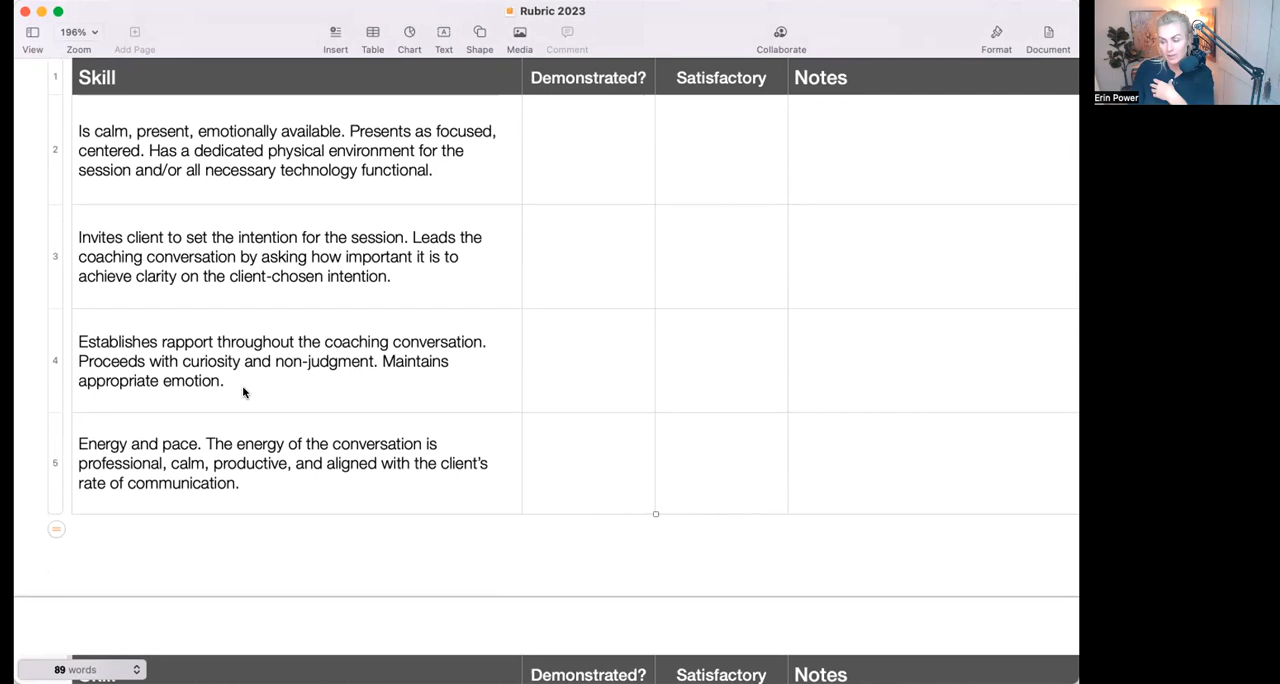 Rubric 2023
196%
View
Zoom
Add Page
Insert
Table
Chart
Text
Shape
Media
Comment
Collaborate
Format
Document
Erin Power
1
Skill
Demonstrated?
Satisfactory
Notes
2
Is calm, present, emotionally available. Presents as focused,
centered. Has a dedicated physical environment for the
session and/or all necessary technology functional.
3
Invites client to set the intention for the session. Leads the
coaching conversation by asking how important it is to
achieve clarity on the client-chosen intention.
4
Establishes rapport throughout the coaching conversation.
Proceeds with curiosity and non-judgment. Maintains
appropriate emotion.
5
Energy and pace. The energy of the conversation is
professional, calm, productive, and aligned with the client’s
rate of communication.
89 words
Skill
Demonstrated?
Satisfactory
Notes